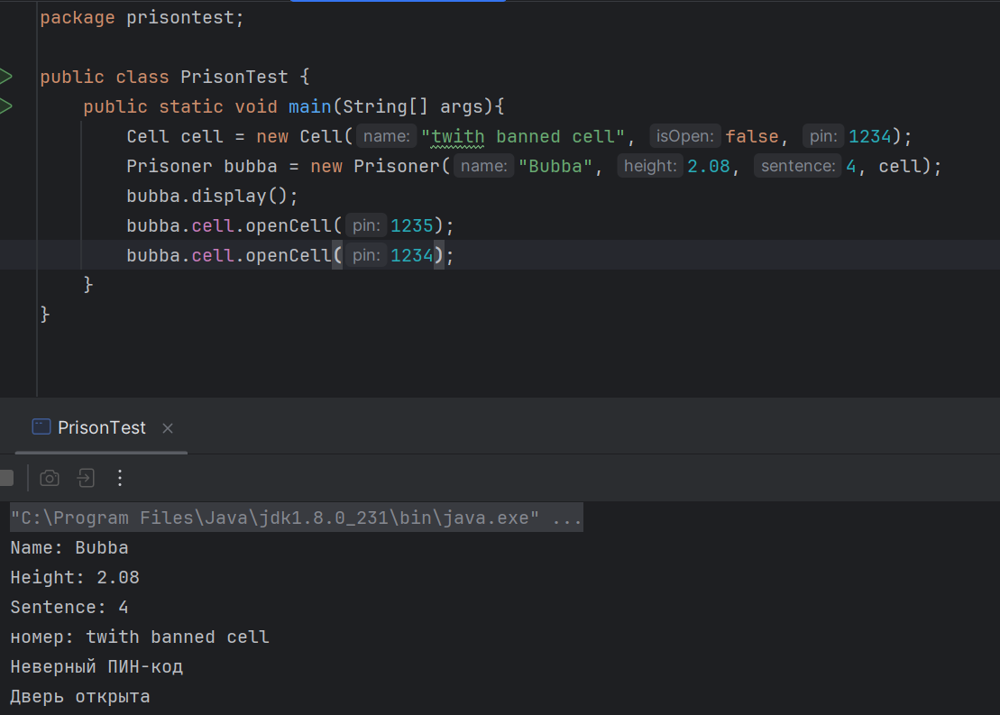 package prisontest;
public class PrisonTest {
public static void main(String[] args){
Cell cell = new Cell( name: "twith banned cell", isOpen: false, pin: 1234);
Prisoner bubba = new Prisoner( name: "Bubba", height: 2.08, sentence: 4, cell);
bubba.display();
bubba.cell.openCell( pin: 1235);
bubba.cell.openCell( pin: 1234);
}
}
PrisonTest
"C:\Program Files\Java\jdk1.8.0_231\bin\java.exe" ...
Name: Bubba
Height: 2.08
Sentence: 4
номер: twith banned cell
Неверный ПИН-код
Дверь открыта